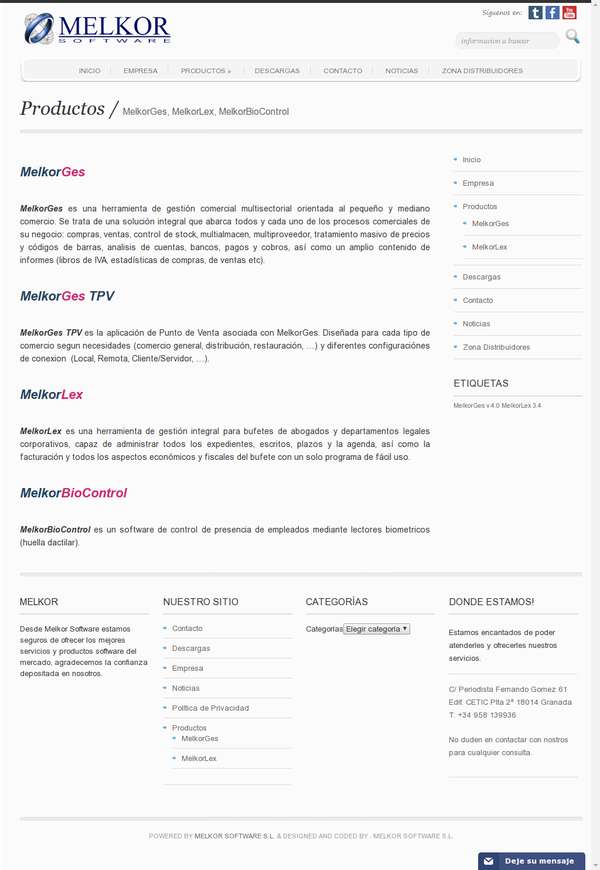 MELKOR
SOFTWARE
Síguenos en:
informacion a buscar
INICIO EMPRESA PRODUCTOS » DESCARGAS CONTACTO NOTICIAS ZONA DISTRIBUIDORES
Productos / MelkorGes, MelkorLex, MelkorBioControl
MelkorGes
MelkorGes es una herramienta de gestión comercial multisectorial orientada al pequeño y mediano
comercio. Se trata de una solución integral que abarca todos y cada uno de los procesos comerciales de
su negocio: compras, ventas, control de stock, multialmacen, multiproveedor, tratamiento masivo de precios
y códigos de barras, analisis de cuentas, bancos, pagos y cobros, así como un amplio contenido de
informes (libros de IVA, estadísticas de compras, de ventas etc).
MelkorGes TPV
MelkorGes TPV es la aplicación de Punto de Venta asociada con MelkorGes. Diseñada para cada tipo de
comercio segun necesidades (comercio general, distribución, restauración, …) y diferentes configuraciónes
de conexion (Local, Remota, Cliente/Servidor, …).
MelkorLex
MelkorLex es una herramienta de gestión integral para bufetes de abogados y departamentos legales
corporativos, capaz de administrar todos los expedientes, escritos, plazos y la agenda, así como la
facturación y todos los aspectos económicos y fiscales del bufete con un solo programa de fácil uso.
MelkorBioControl
MelkorBioControl es un software de control de presencia de empleados mediante lectores biometricos
(huella dactilar).
Inicio
Empresa
Productos
MelkorGes
MelkorLex
Descargas
Contacto
Noticias
Zona Distribuidores
ETIQUETAS
MelkorGes v.4.0 MelkorLex 3.4
MELKOR
Desde Melkor Software estamos
seguros de ofrecer los mejores
servicios y productos software del
mercado, agradecemos la confianza
depositada en nosotros.
NUESTRO SITIO
Contacto
Descargas
Empresa
Noticias
Política de Privacidad
Productos
MelkorGes
MelkorLex
CATEGORÍAS
Categorías Elegir categoría
DONDE ESTAMOS!
Estamos encantados de poder
atenderles y ofrecerles nuestros
servicios.
C/ Periodista Fernando Gomez 61
Edif. CETIC Plta 2ª 18014 Granada
T. +34 958 139936
No duden en contactar con nostros
para cualquier consulta.
POWERED BY MELKOR SOFTWARE S.L. & DESIGNED AND CODED BY : MELKOR SOFTWARE S.L.
Deje su mensaje